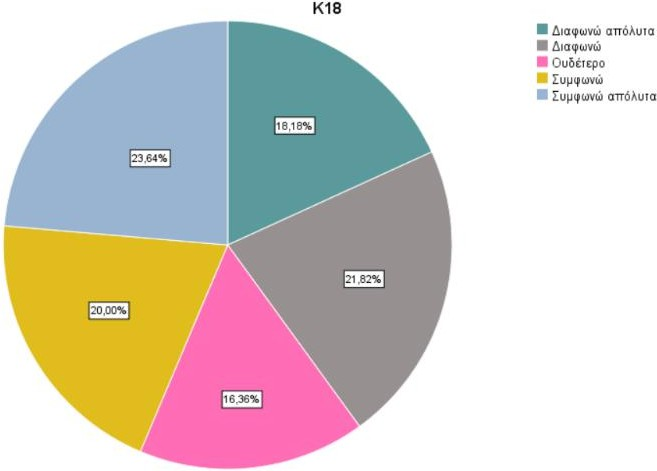 K18
Διαφωνώ απόλυτα
Διαφωνώ
Ουδέτερο
Συμφωνώ
Συμφωνώ απόλυτα
18,18%
23,64%
21,82%
20,00%
16,36%